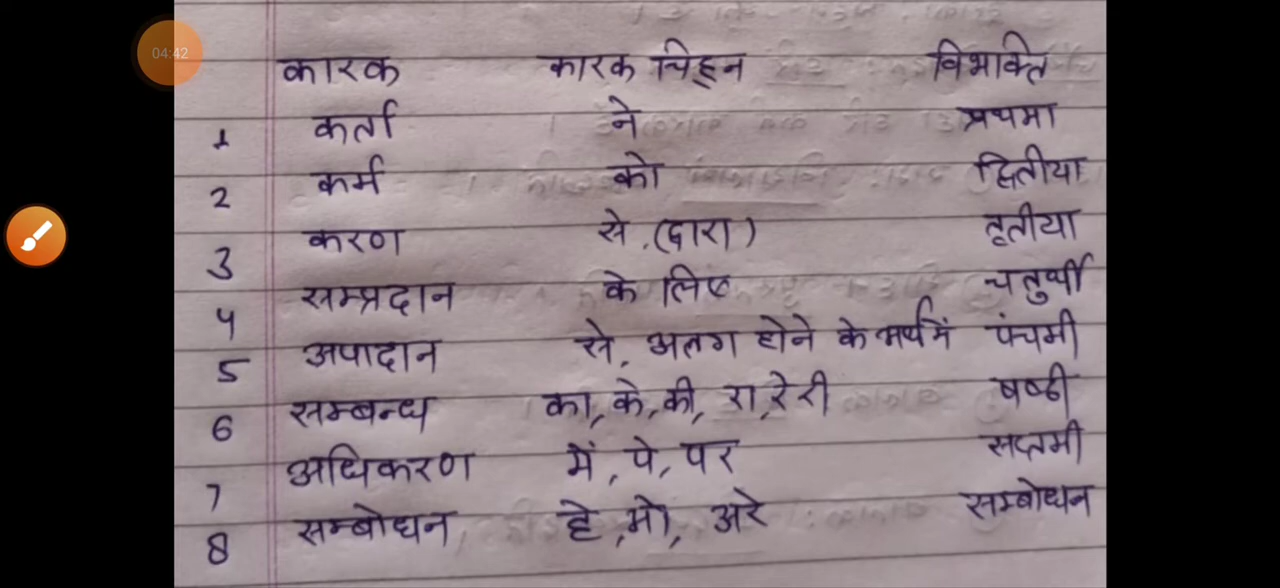 04:42
कारक कारक चिह्न विभक्ति
1 कर्ता ने प्रथमा
2 कर्म को द्वितीया
3 करण से (द्वारा) तृतीया
4 सम्प्रदान के लिए चतुर्थी
5 अपादान से, अलग होने के अर्थ में पंचमी
6 सम्बन्ध का, के, की, रा, रे री षष्ठी
7 अधिकरण में, पे, पर सप्तमी
8 सम्बोधन हे, ओ, अरे सम्बोधन